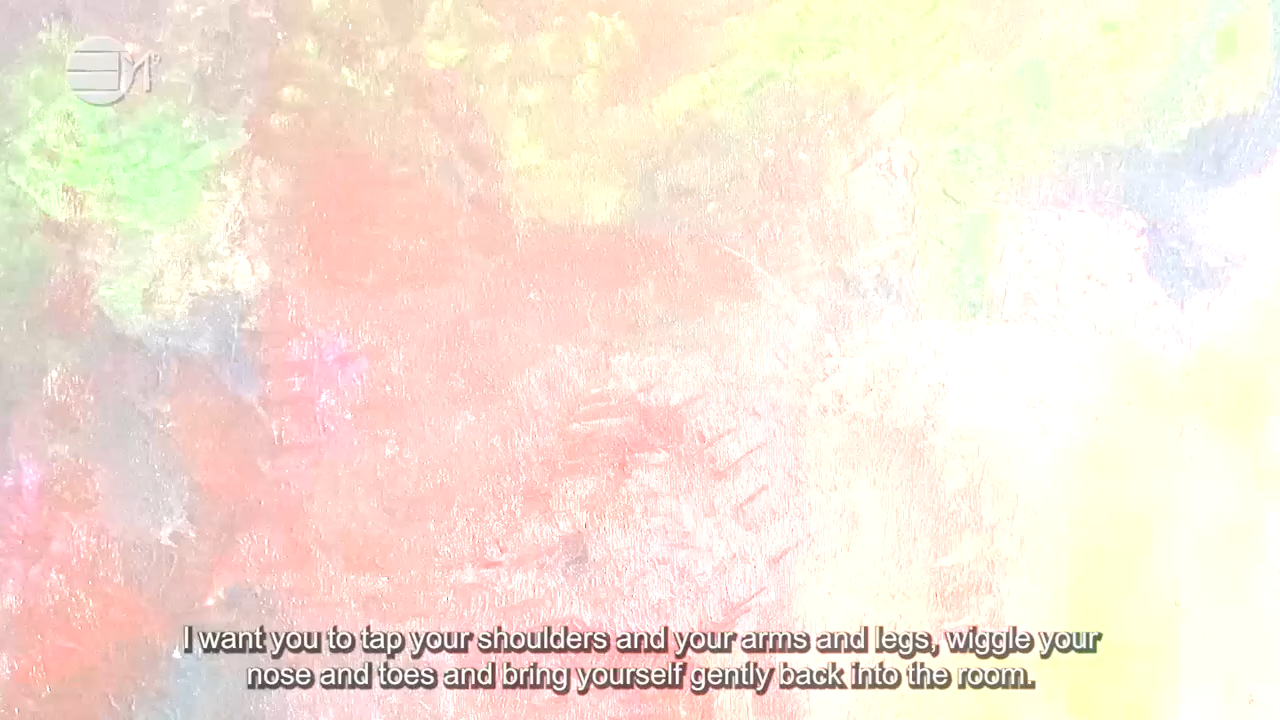 I want you to tap your shoulders and your arms and legs, wiggle your
nose and toes and bring yourself gently back into the room.